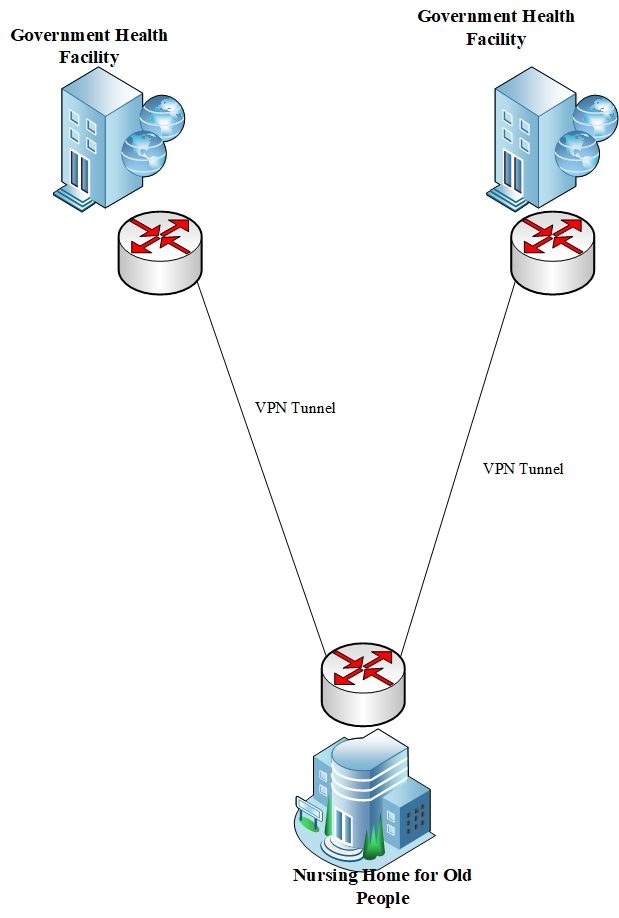 Government Health
Facility
Government Health
Facility
VPN Tunnel
VPN Tunnel
Nursing Home for Old
People